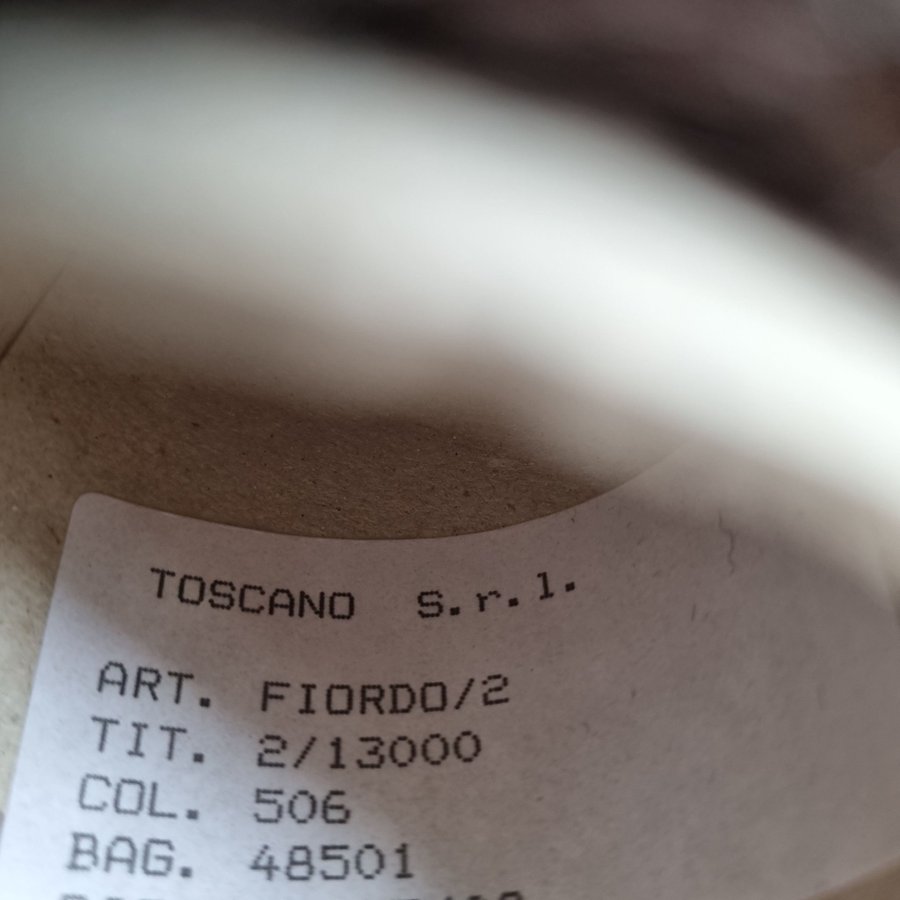 TOSCANO S.r.l.
ART. FIORDO/2
TIT. 2/13000
COL. 506
BAG. 48501